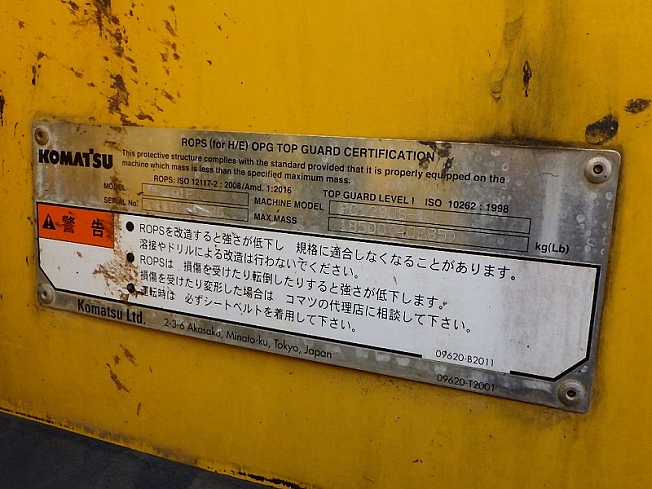 ROPS (for H/E) OPG TOP GUARD CERTIFICATION
KOMATSU
This protective structure complies with the standard provided that it is properly equipped on the
machine which mass is less than the specified maximum mass.
ROPS: ISO 12117-2 : 2008/Amd. 1:2016
TOP GUARD LEVEL I ISO 10262 : 1998
MODEL
MACHINE MODEL
SERIAL No.
MAX.MASS
kg(Lb)
警告
● ROPSを改造すると強さが低下し 規格に適合しなくなることがあります。
溶接やドリルによる改造は行わないでください。
● ROPSは 損傷を受けたり転倒したりすると強さが低下します。
損傷を受けたり変形した場合は コマツの代理店に相談して下さい。
● 運転時は 必ずシートベルトを着用して下さい。
Komatsu Ltd.
2-3-6 Akasaka, Minato-ku, Tokyo, Japan
09620-B2011
09620-T2001